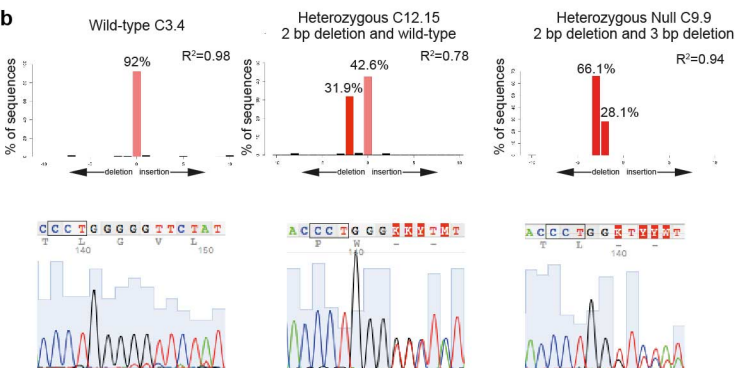 b
Wild-type C3.4
Heterozygous C12.15
2 bp deletion and wild-type
Heterozygous Null C9.9
2 bp deletion and 3 bp deletion
% of sequences
92%
R²=0.98
deletion insertion
% of sequences
31.9%
42.6%
R²=0.78
deletion insertion
% of sequences
66.1%
28.1%
R²=0.94
deletion insertion
CCCTGGGGGTTCTAT
T L G V L
140 150
ACCCTGGGKKYTMT
P W - -
140
ACCCTGGKTYYWT
T L - -
140